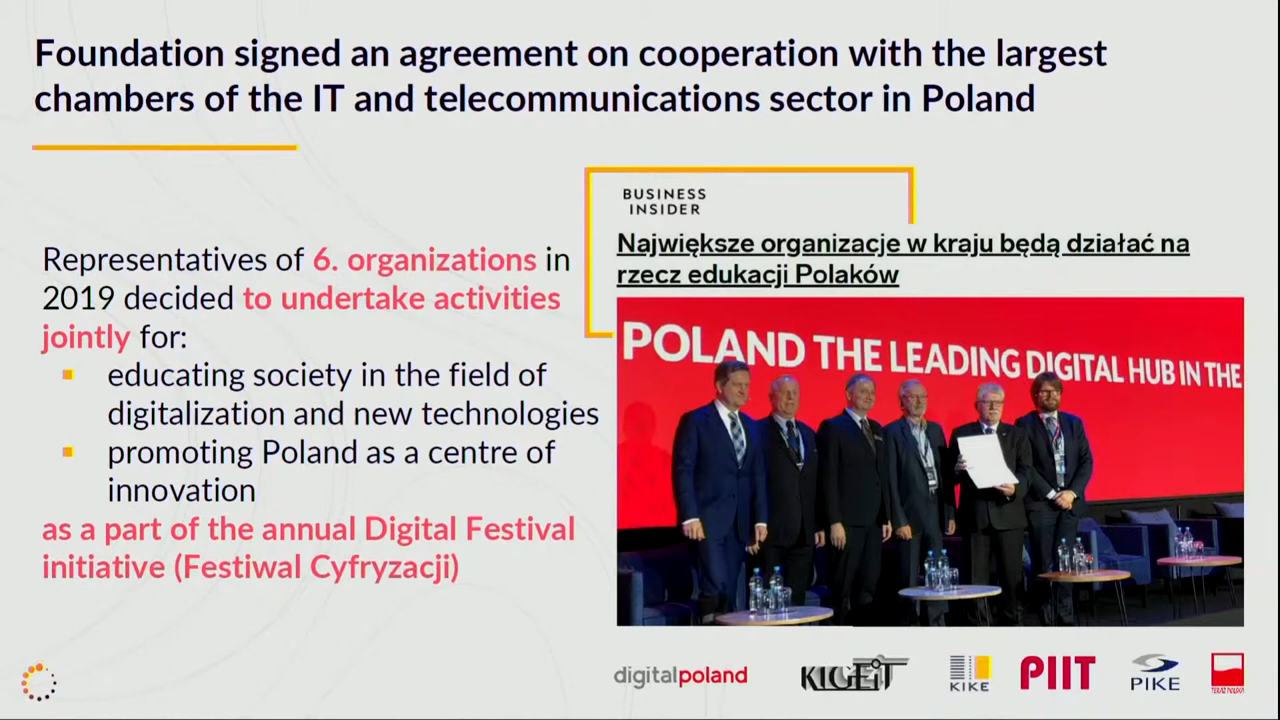 Foundation signed an agreement on cooperation with the largest
chambers of the IT and telecommunications sector in Poland
Representatives of 6. organizations in
2019 decided to undertake activities
jointly for:
educating society in the field of
digitalization and new technologies
promoting Poland as a centre of
innovation
as a part of the annual Digital Festival
initiative (Festiwal Cyfryzacji)
BUSINESS
INSIDER
Największe organizacje w kraju będą działać na
rzecz edukacji Polaków
POLAND THE LEADING DIGITAL HUB IN THE
digitalpoland
KIGEiT
KIKE
PIIT
PIKE
TERAZ POLSKA